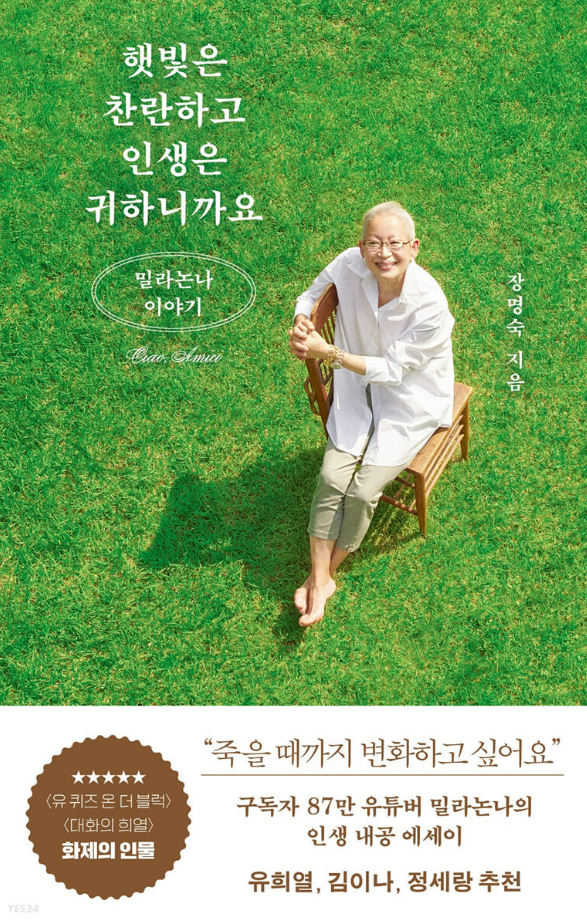 햇빛은
찬란하고
인생은
귀하니까요
밀라논나
이야기
Ciao, Amici
장명숙 지음
“죽을 때까지 변화하고 싶어요”
구독자 87만 유튜버 밀라논나의
인생 내공 에세이
유희열, 김이나, 정세랑 추천
★★★★★
〈유 퀴즈 온 더 블럭〉
〈대화의 희열〉
화제의 인물
YES24